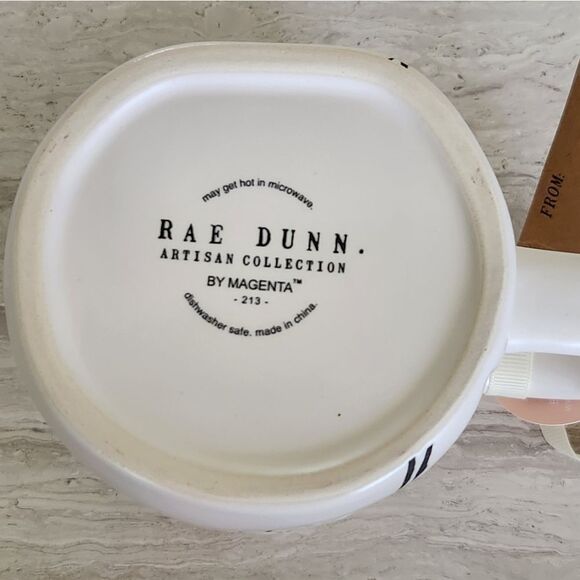 may get hot in microwave.
RAE DUNN.
ARTISAN COLLECTION
BY MAGENTA™
- 213 -
dishwasher safe. made in china.
FROM: